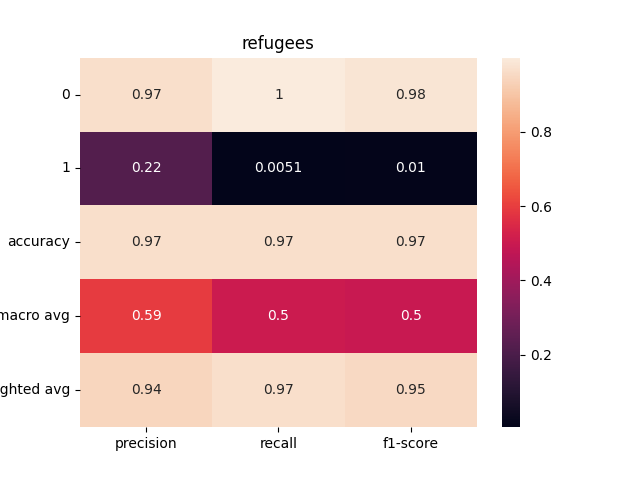 refugees
0 0.97 1 0.98
1 0.22 0.0051 0.01
accuracy 0.97 0.97 0.97
macro avg 0.59 0.5 0.5
ghted avg 0.94 0.97 0.95
precision recall f1-score
0.8
0.6
0.4
0.2